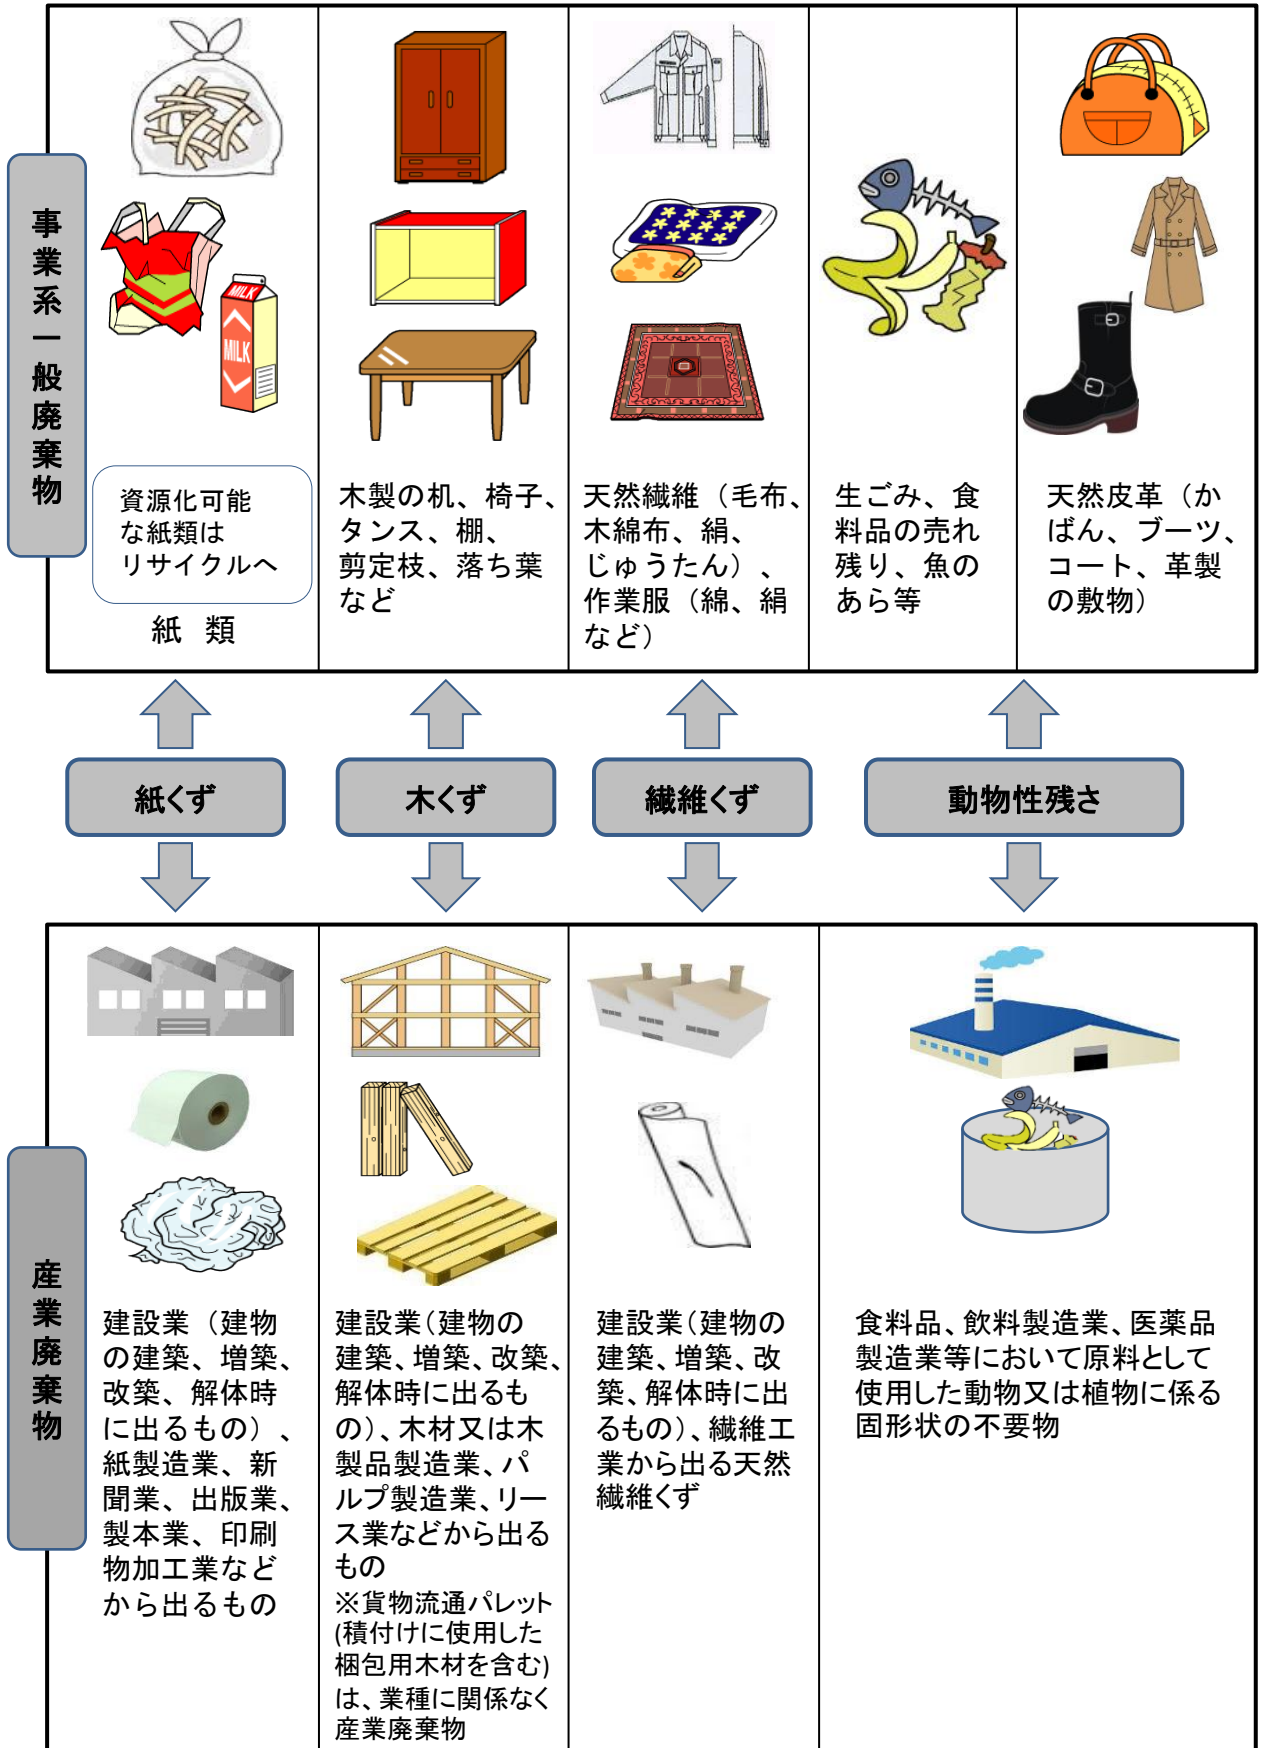 事業系一般廃棄物
MILK
MILK
資源化可能
な紙類は
リサイクルへ
紙 類
木製の机、椅子、
タンス、棚、
剪定枝、落ち葉
など
天然繊維（毛布、
木綿布、絹、
じゅうたん）、
作業服（綿、絹
など）
生ごみ、食
料品の売れ
残り、魚の
あら等
天然皮革（か
ばん、ブーツ、
コート、革製
の敷物）
紙くず
木くず
繊維くず
動物性残さ
産業廃棄物
建設業（建物
の建築、増築、
改築、解体時
に出るもの）、
紙製造業、新
聞業、出版業、
製本業、印刷
物加工業など
から出るもの
建設業(建物の
建築、増築、改築、
解体時に出るも
の)、木材又は木
製品製造業、パ
ルプ製造業、リー
ス業などから出る
もの
※貨物流通パレット
(積付けに使用した
梱包用木材を含む)
は、業種に関係なく
産業廃棄物
建設業(建物の
建築、増築、改
築、解体時に出
るもの)、繊維工
業から出る天然
繊維くず
食料品、飲料製造業、医薬品
製造業等において原料として
使用した動物又は植物に係る
固形状の不要物